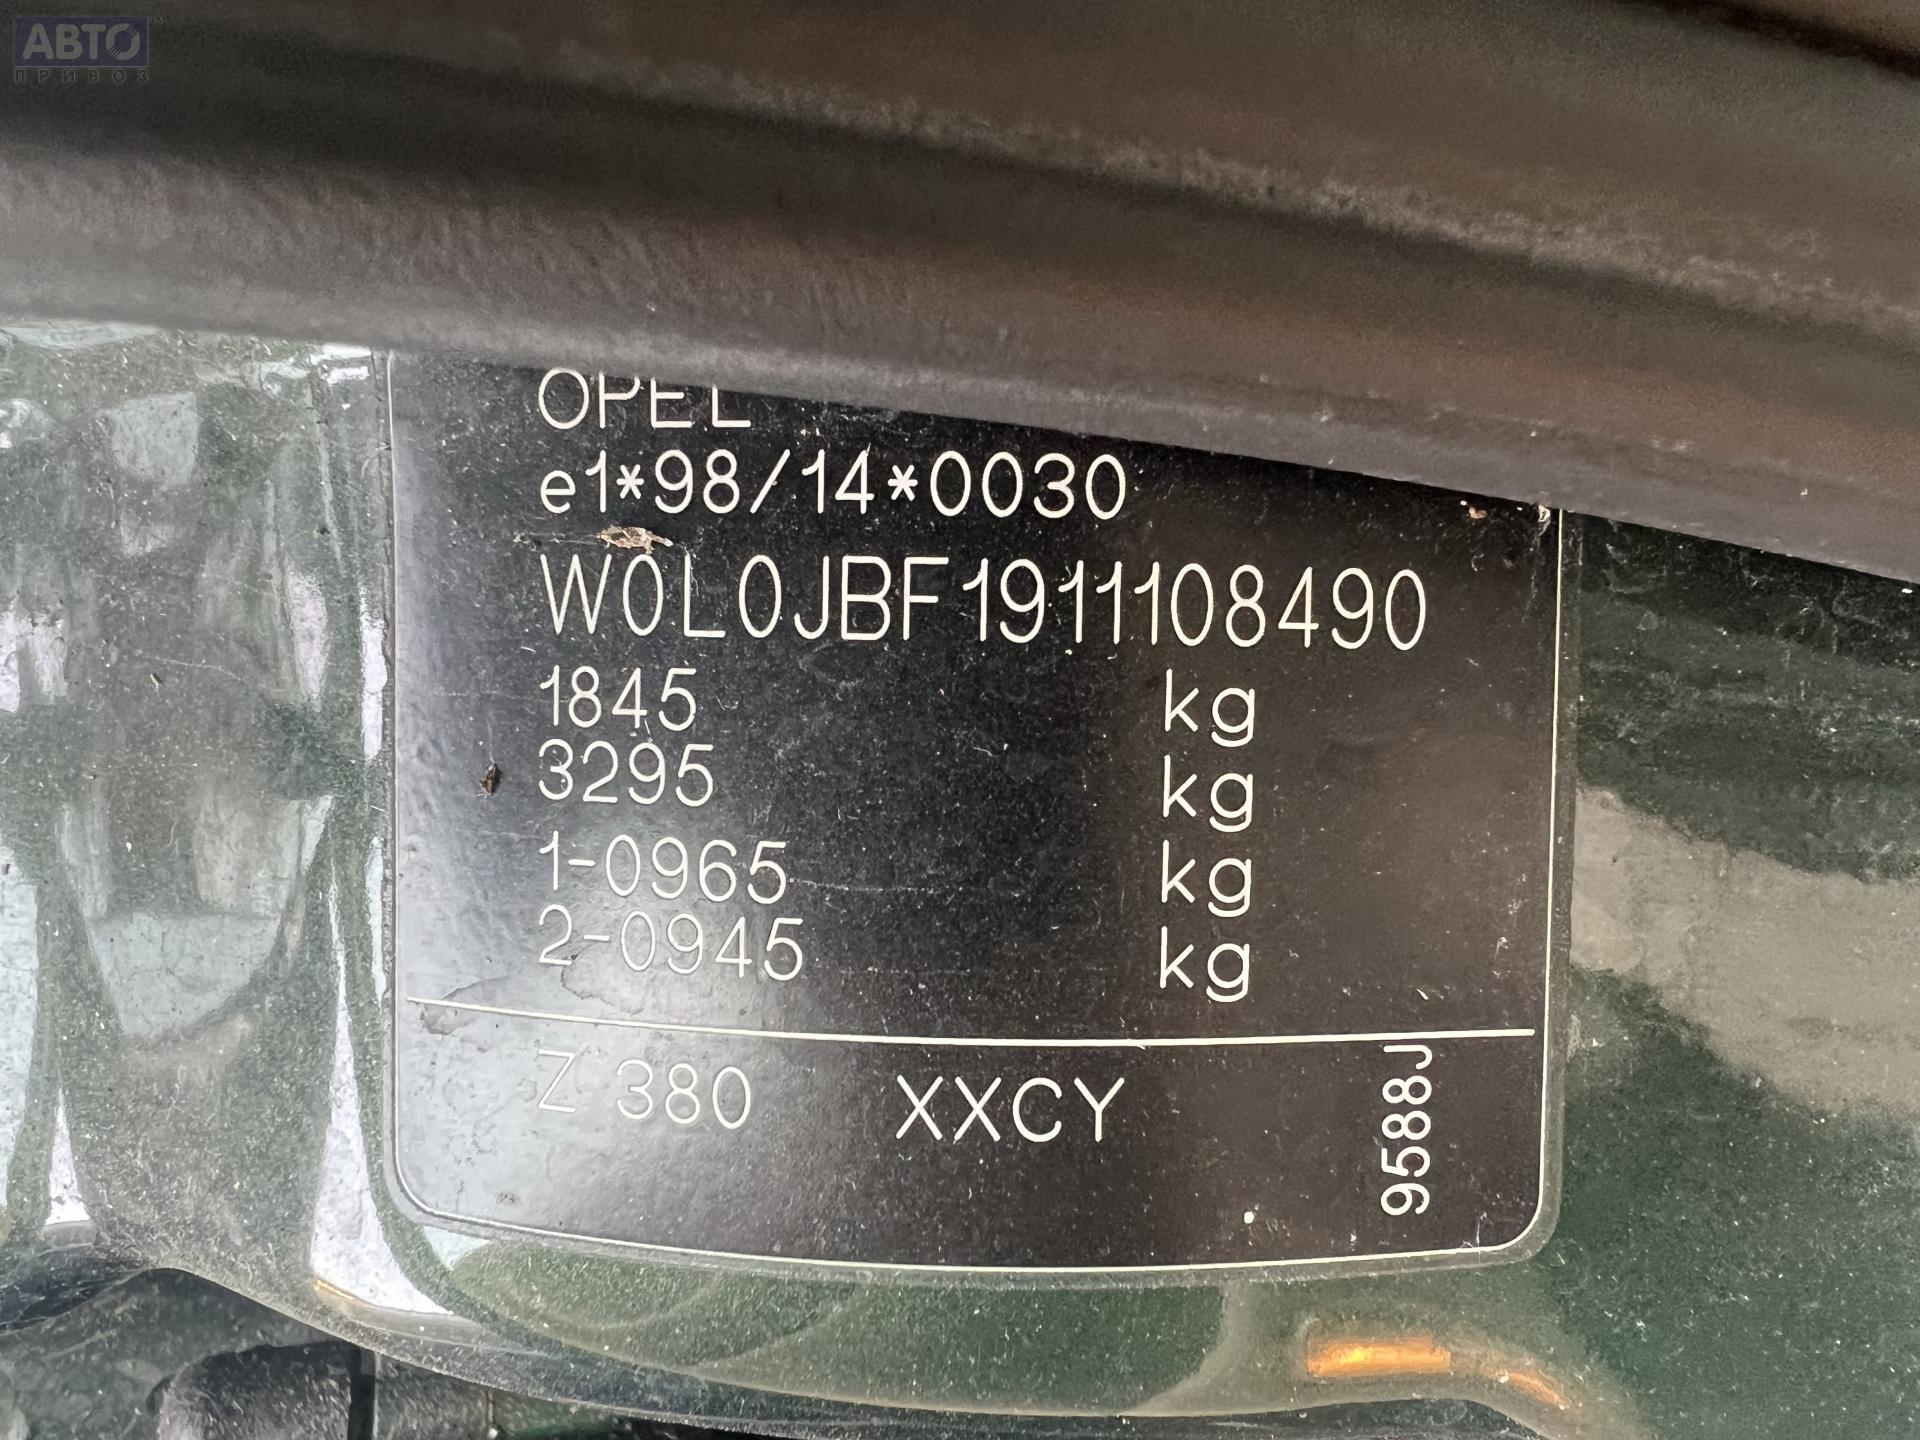 АВТО
ПРИВОЗ
OPEL
e1*98/14*0030
W0L0JBF1911108490
1845 kg
3295 kg
1-0965 kg
2-0945 kg
Z 380 XXCY
9588J